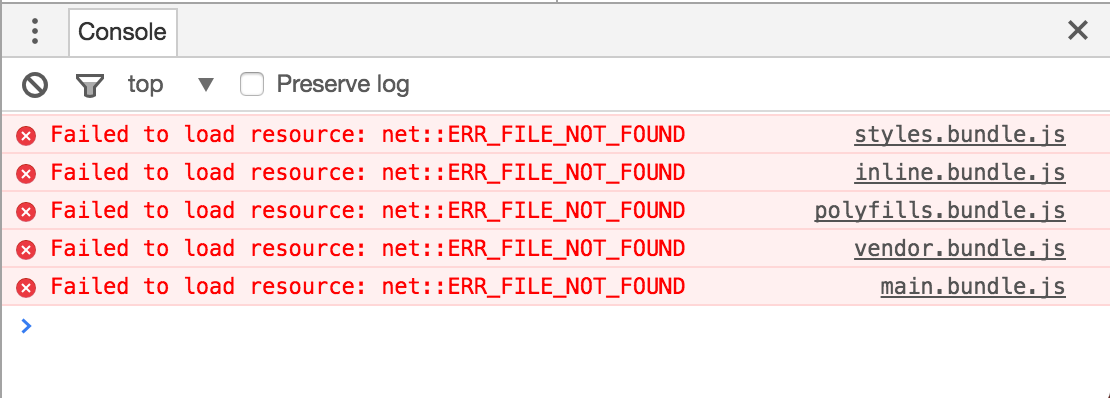 Console
top Preserve log
Failed to load resource: net::ERR_FILE_NOT_FOUND styles.bundle.js
Failed to load resource: net::ERR_FILE_NOT_FOUND inline.bundle.js
Failed to load resource: net::ERR_FILE_NOT_FOUND polyfills.bundle.js
Failed to load resource: net::ERR_FILE_NOT_FOUND vendor.bundle.js
Failed to load resource: net::ERR_FILE_NOT_FOUND main.bundle.js